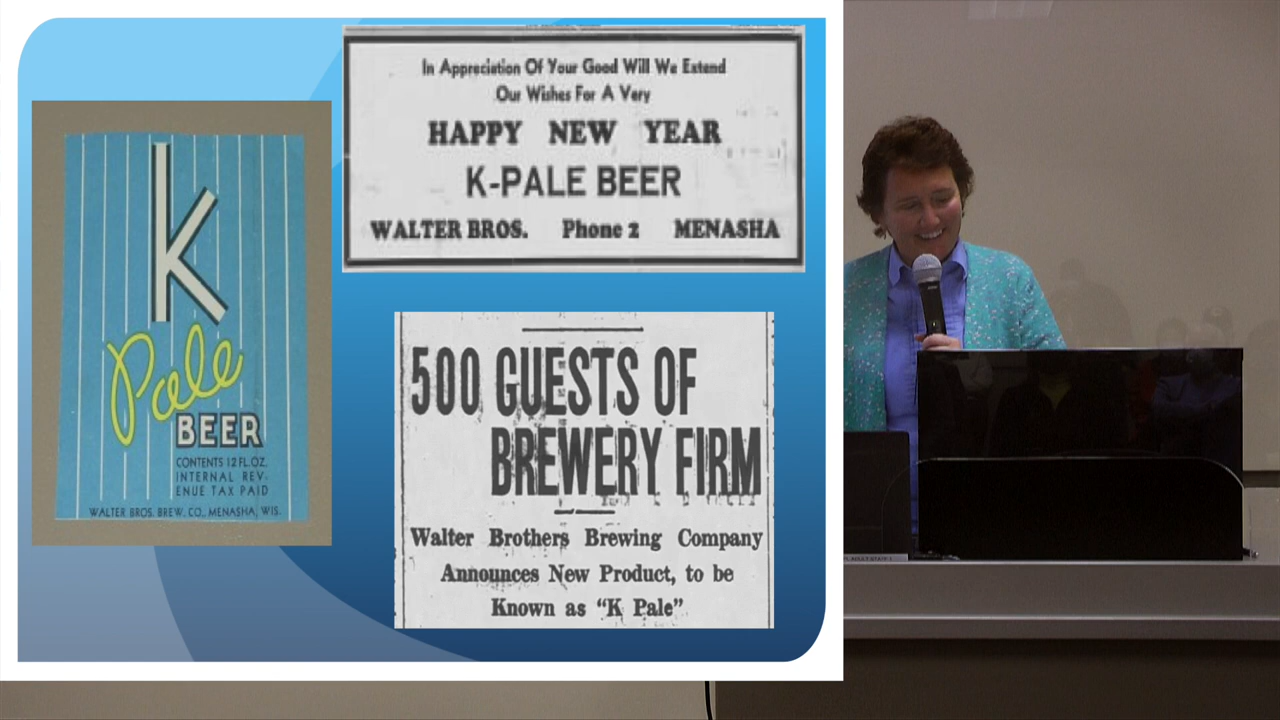 K
Pale
BEER
CONTENTS 12 FL. OZ.
INTERNAL REV-
ENUE TAX PAID
WALTER BROS. BREW. CO., MENASHA, WIS.
In Appreciation Of Your Good Will We Extend
Our Wishes For A Very
HAPPY NEW YEAR
K-PALE BEER
WALTER BROS. Phone 2 MENASHA
500 GUESTS OF
BREWERY FIRM
Walter Brothers Brewing Company
Announces New Product, to be
Known as "K Pale"